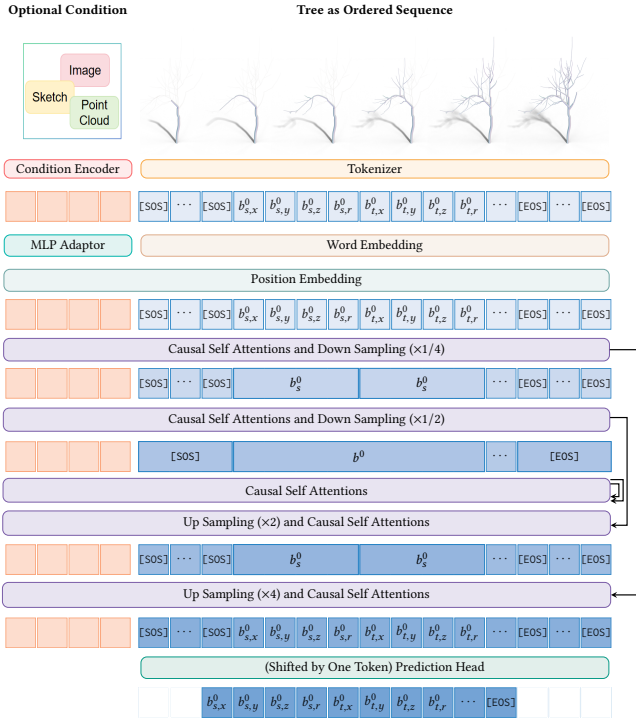 Optional Condition
Tree as Ordered Sequence
Image
Sketch
Point
Cloud
Condition Encoder
Tokenizer
[SOS] ··· [SOS] b^0_{s,x} b^0_{s,y} b^0_{s,z} b^0_{s,r} b^0_{t,x} b^0_{t,y} b^0_{t,z} b^0_{t,r} ··· [EOS] ··· [EOS]
MLP Adaptor
Word Embedding
Position Embedding
[SOS] ··· [SOS] b^0_{s,x} b^0_{s,y} b^0_{s,z} b^0_{s,r} b^0_{t,x} b^0_{t,y} b^0_{t,z} b^0_{t,r} ··· [EOS] ··· [EOS]
Causal Self Attentions and Down Sampling (×1/4)
[SOS] ··· [SOS] b^0_s b^0_s ··· [EOS] ··· [EOS]
Causal Self Attentions and Down Sampling (×1/2)
[SOS] b^0 ··· [EOS]
Causal Self Attentions
Up Sampling (×2) and Causal Self Attentions
[SOS] ··· [SOS] b^0_s b^0_s ··· [EOS] ··· [EOS]
Up Sampling (×4) and Causal Self Attentions
[SOS] ··· [SOS] b^0_{s,x} b^0_{s,y} b^0_{s,z} b^0_{s,r} b^0_{t,x} b^0_{t,y} b^0_{t,z} b^0_{t,r} ··· [EOS] ··· [EOS]
(Shifted by One Token) Prediction Head
b^0_{s,x} b^0_{s,y} b^0_{s,z} b^0_{s,r} b^0_{t,x} b^0_{t,y} b^0_{t,z} b^0_{t,r} ··· [EOS]